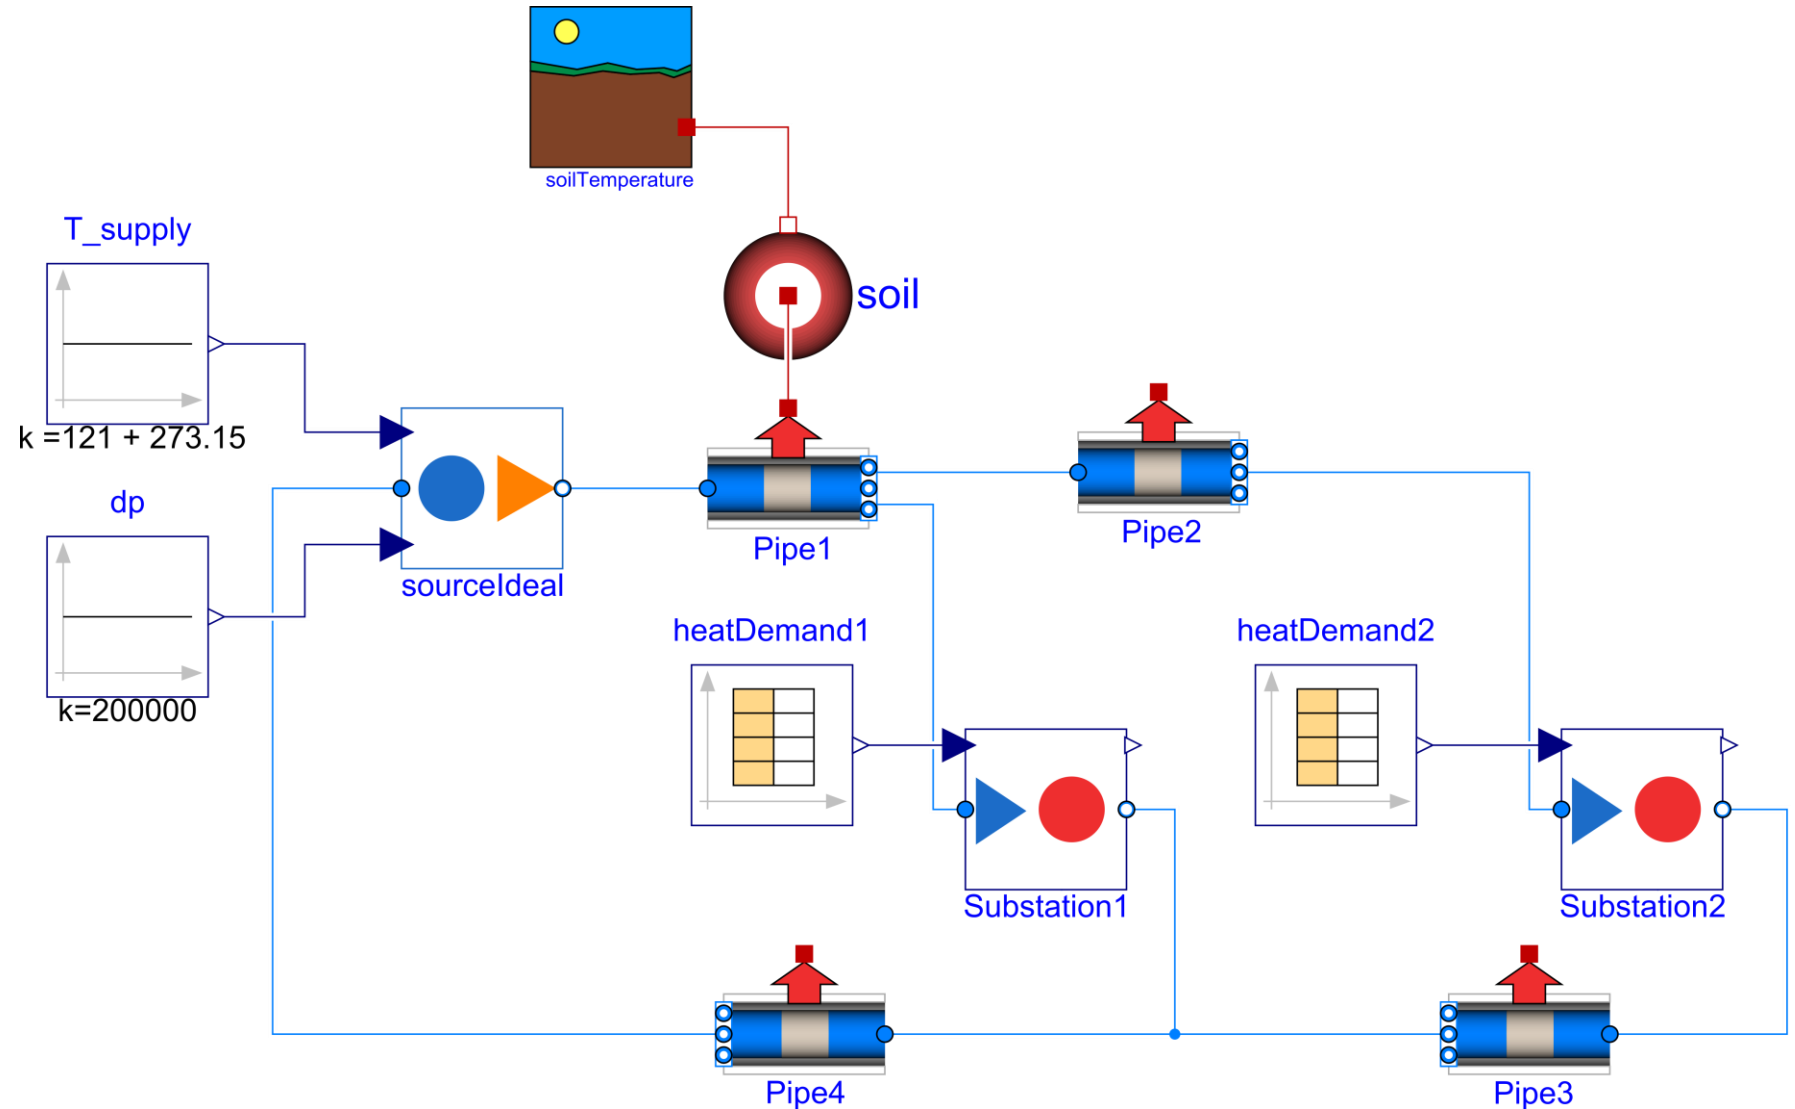 soilTemperature
T_supply
soil
k =121 + 273.15
dp
Pipe1
Pipe2
sourceIdeal
heatDemand1
heatDemand2
k=200000
Substation1
Substation2
Pipe4
Pipe3